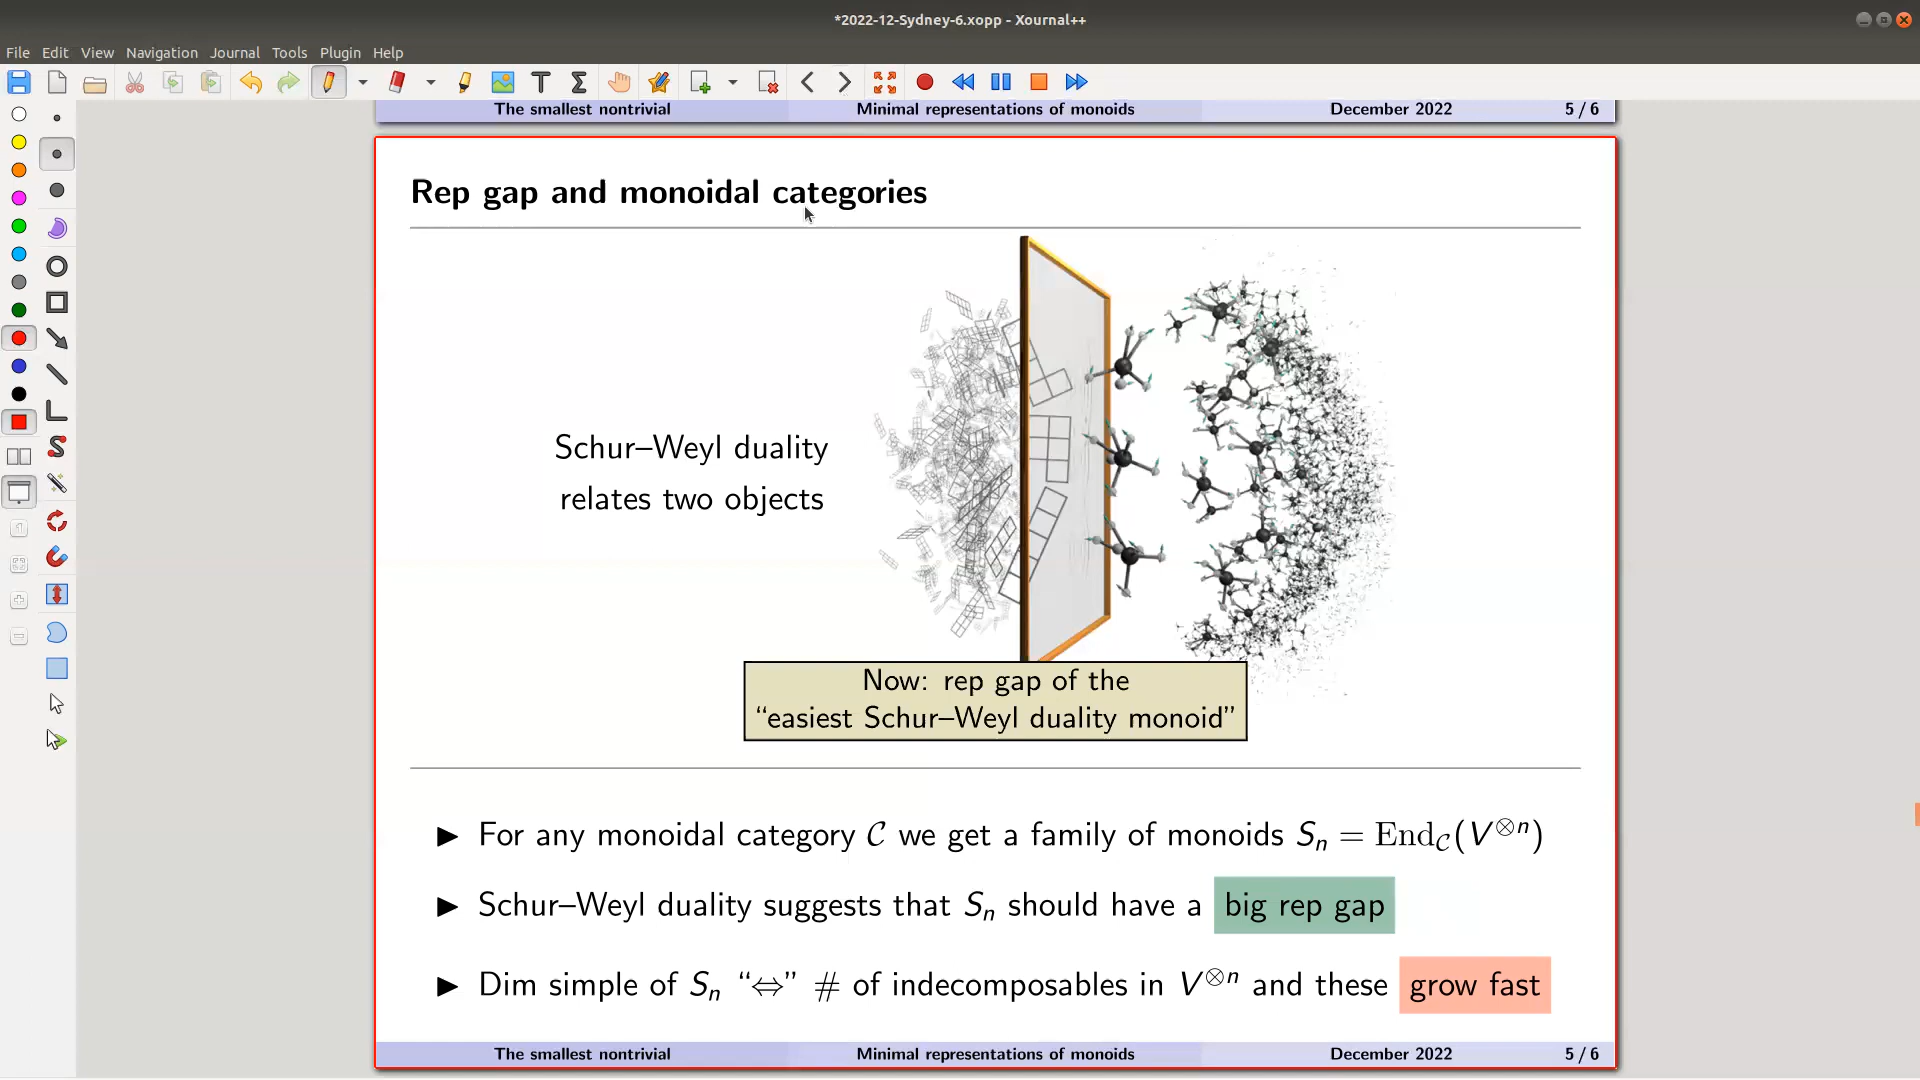 *2022-12-Sydney-6.xopp - Xournal++
File Edit View Navigation Journal Tools Plugin Help
The smallest nontrivial Minimal representations of monoids December 2022 5 / 6
Rep gap and monoidal categories
Schur–Weyl duality
relates two objects
Now: rep gap of the
“easiest Schur–Weyl duality monoid”
▶ For any monoidal category 𝒞 we get a family of monoids Sₙ = End_𝒞(V^⊗n)
▶ Schur–Weyl duality suggests that Sₙ should have a big rep gap
▶ Dim simple of Sₙ “⇔” # of indecomposables in V^⊗n and these grow fast
The smallest nontrivial Minimal representations of monoids December 2022 5 / 6